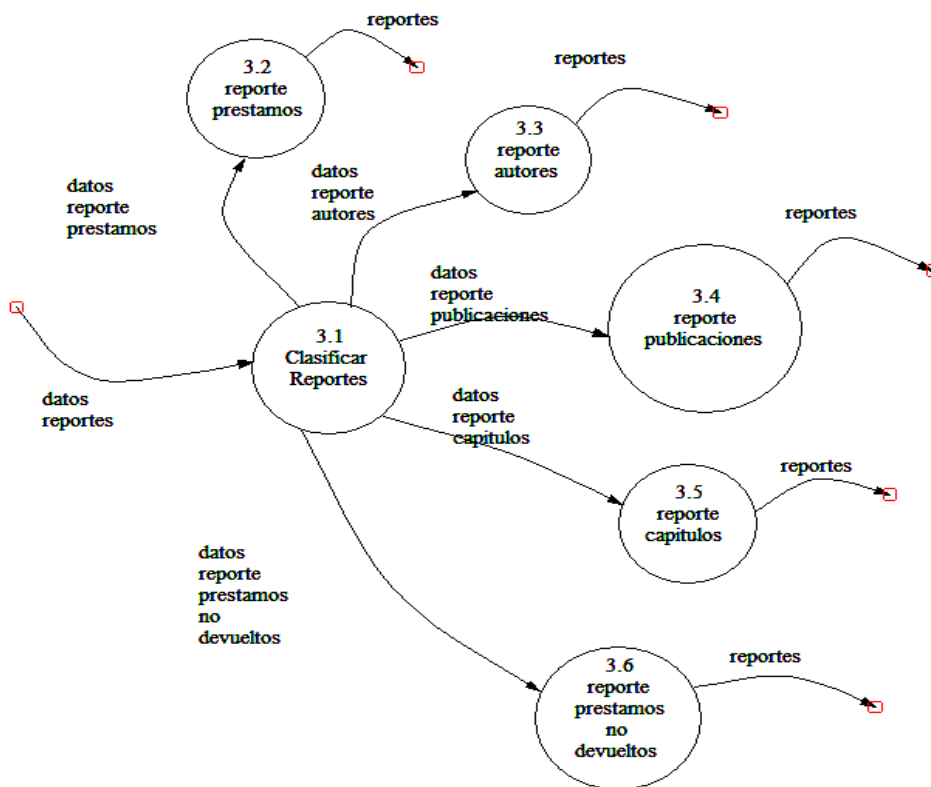 reportes
3.2
reporte
prestamos
reportes
3.3
reporte
autores
datos
reporte
autores
datos
reporte
prestamos
reportes
datos
reporte
publicaciones
3.4
reporte
publicaciones
3.1
Clasificar
Reportes
datos
reportes
datos
reporte
capitulos
reportes
3.5
reporte
capitulos
datos
reporte
prestamos
no
devueltos
reportes
3.6
reporte
prestamos
no
devueltos